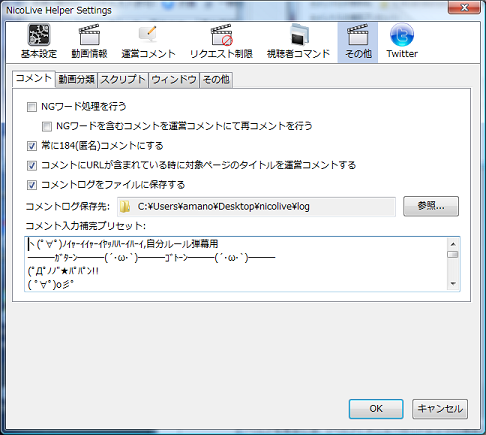 NicoLive Helper Settings
基本設定 動画情報 運営コメント リクエスト制限 視聴者コマンド その他 Twitter
コメント 動画分類 スクリプト ウィンドウ その他
NGワード処理を行う
NGワードを含むコメントを運営コメントにて再コメントを行う
常に184(匿名)コメントにする
コメントにURLが含まれている時に対象ページのタイトルを運営コメントする
コメントログをファイルに保存する
コメントログ保存先: C:¥Users¥amano¥Desktop¥nicolive¥log 参照...
コメント入力補完プリセット:
ヽ(ﾟ∀ﾟ)ﾉｲｬｰｲｲｬｰｲﾔｯﾊﾊｰｲﾊｰｲ,自分ルール弾幕用
―――ｶﾞﾀｰﾝ―――(´･ω･`)―――ｺﾞﾄｰﾝ―――(´･ω･`)―――
(ﾟДﾟﾉﾉﾞ★ﾊﾟﾊﾟﾝ!!
( ﾟ∀ﾟ)o彡ﾟ
OK キャンセル